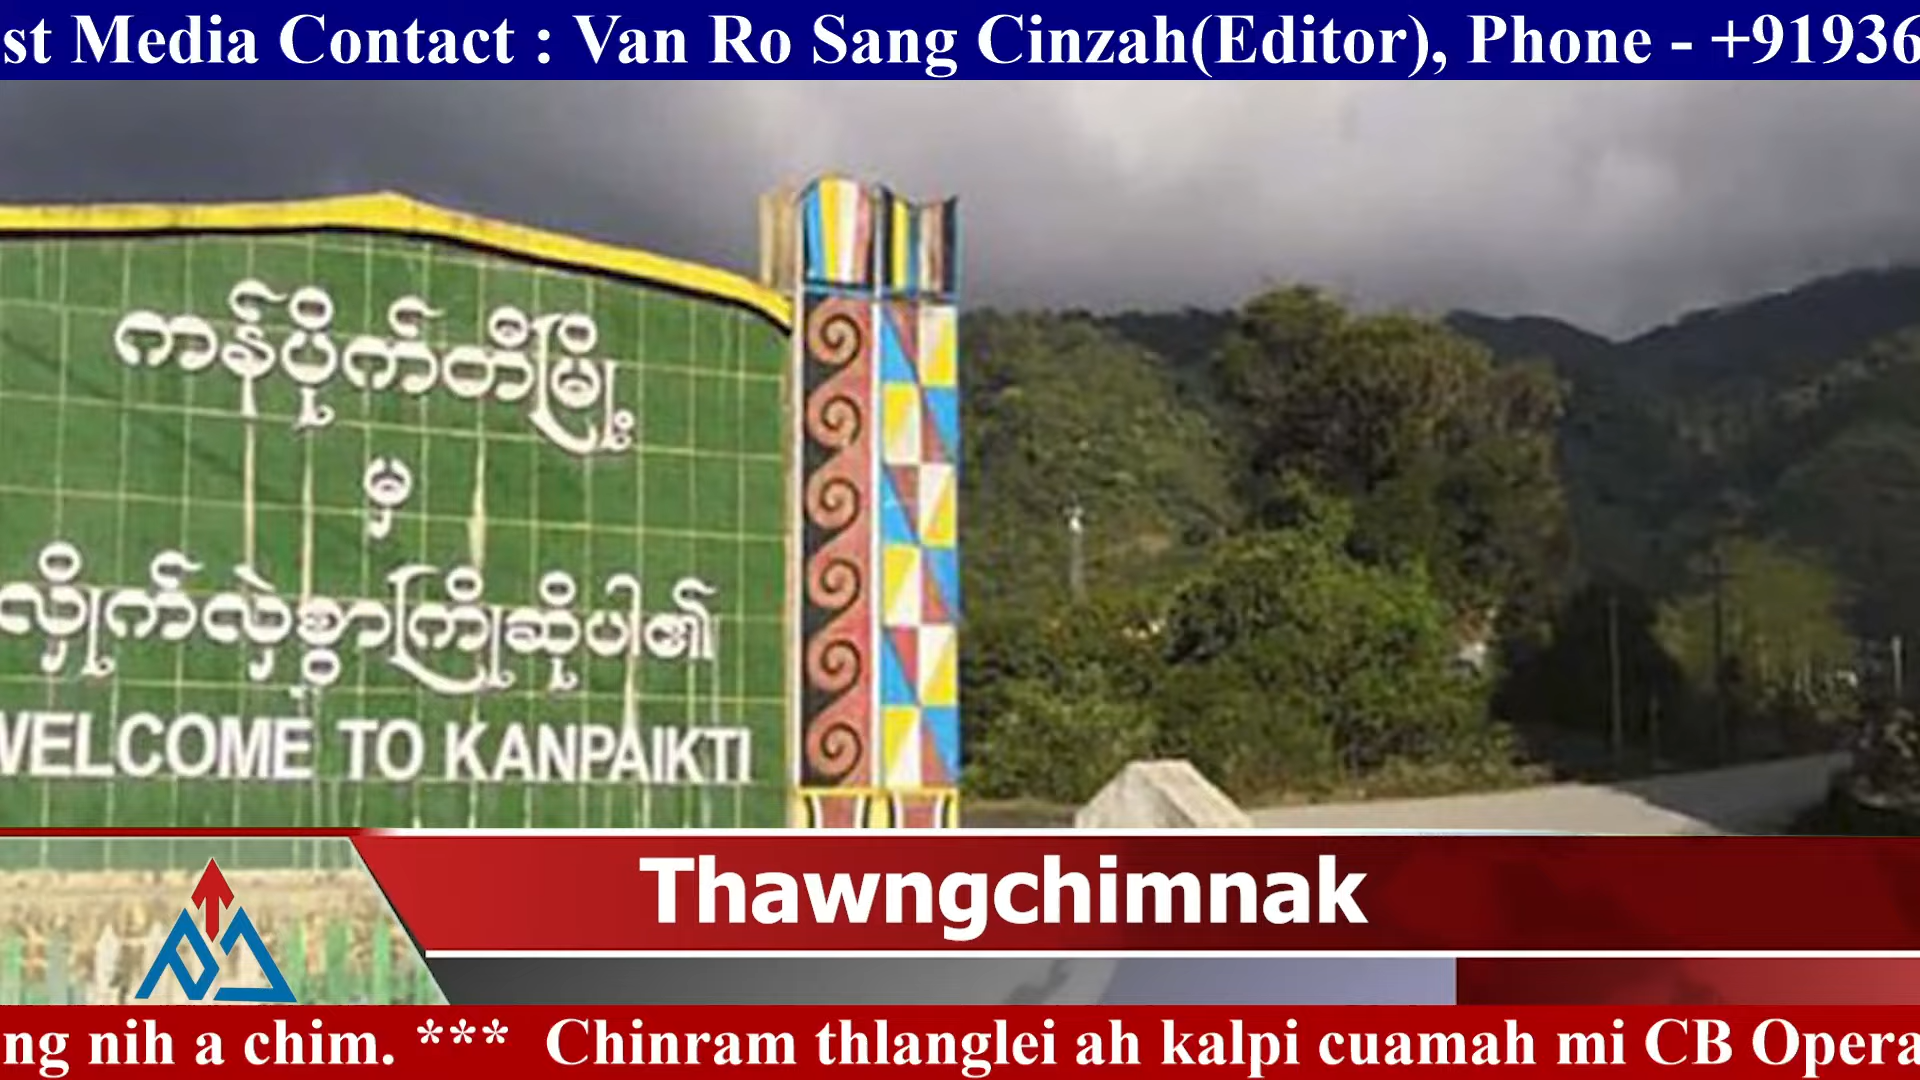 st Media Contact : Van Ro Sang Cinzah(Editor), Phone - +91936
ကန်ပိုက်တီမြို့
မှ
လှိုက်လှဲစွာကြိုဆိုပါ၏
WELCOME TO KANPAIKTI
Thawngchimnak
ng nih a chim. *** Chinram thlanglei ah kalpi cuamah mi CB Opera